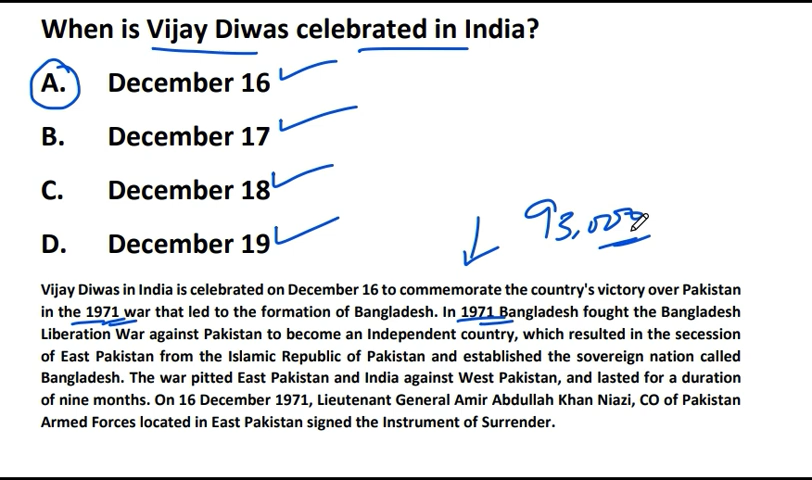 When is Vijay Diwas celebrated in India?
A. December 16
B. December 17
C. December 18
D. December 19
93,000
Vijay Diwas in India is celebrated on December 16 to commemorate the country's victory over Pakistan
in the 1971 war that led to the formation of Bangladesh. In 1971 Bangladesh fought the Bangladesh
Liberation War against Pakistan to become an Independent country, which resulted in the secession
of East Pakistan from the Islamic Republic of Pakistan and established the sovereign nation called
Bangladesh. The war pitted East Pakistan and India against West Pakistan, and lasted for a duration
of nine months. On 16 December 1971, Lieutenant General Amir Abdullah Khan Niazi, CO of Pakistan
Armed Forces located in East Pakistan signed the Instrument of Surrender.